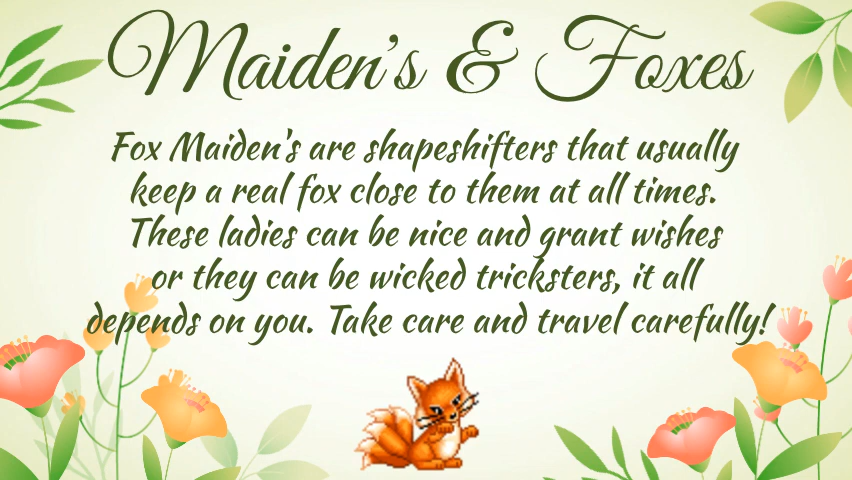 Maiden's & Foxes
Fox Maiden's are shapeshifters that usually
keep a real fox close to them at all times.
These ladies can be nice and grant wishes
or they can be wicked tricksters, it all
depends on you. Take care and travel carefully!